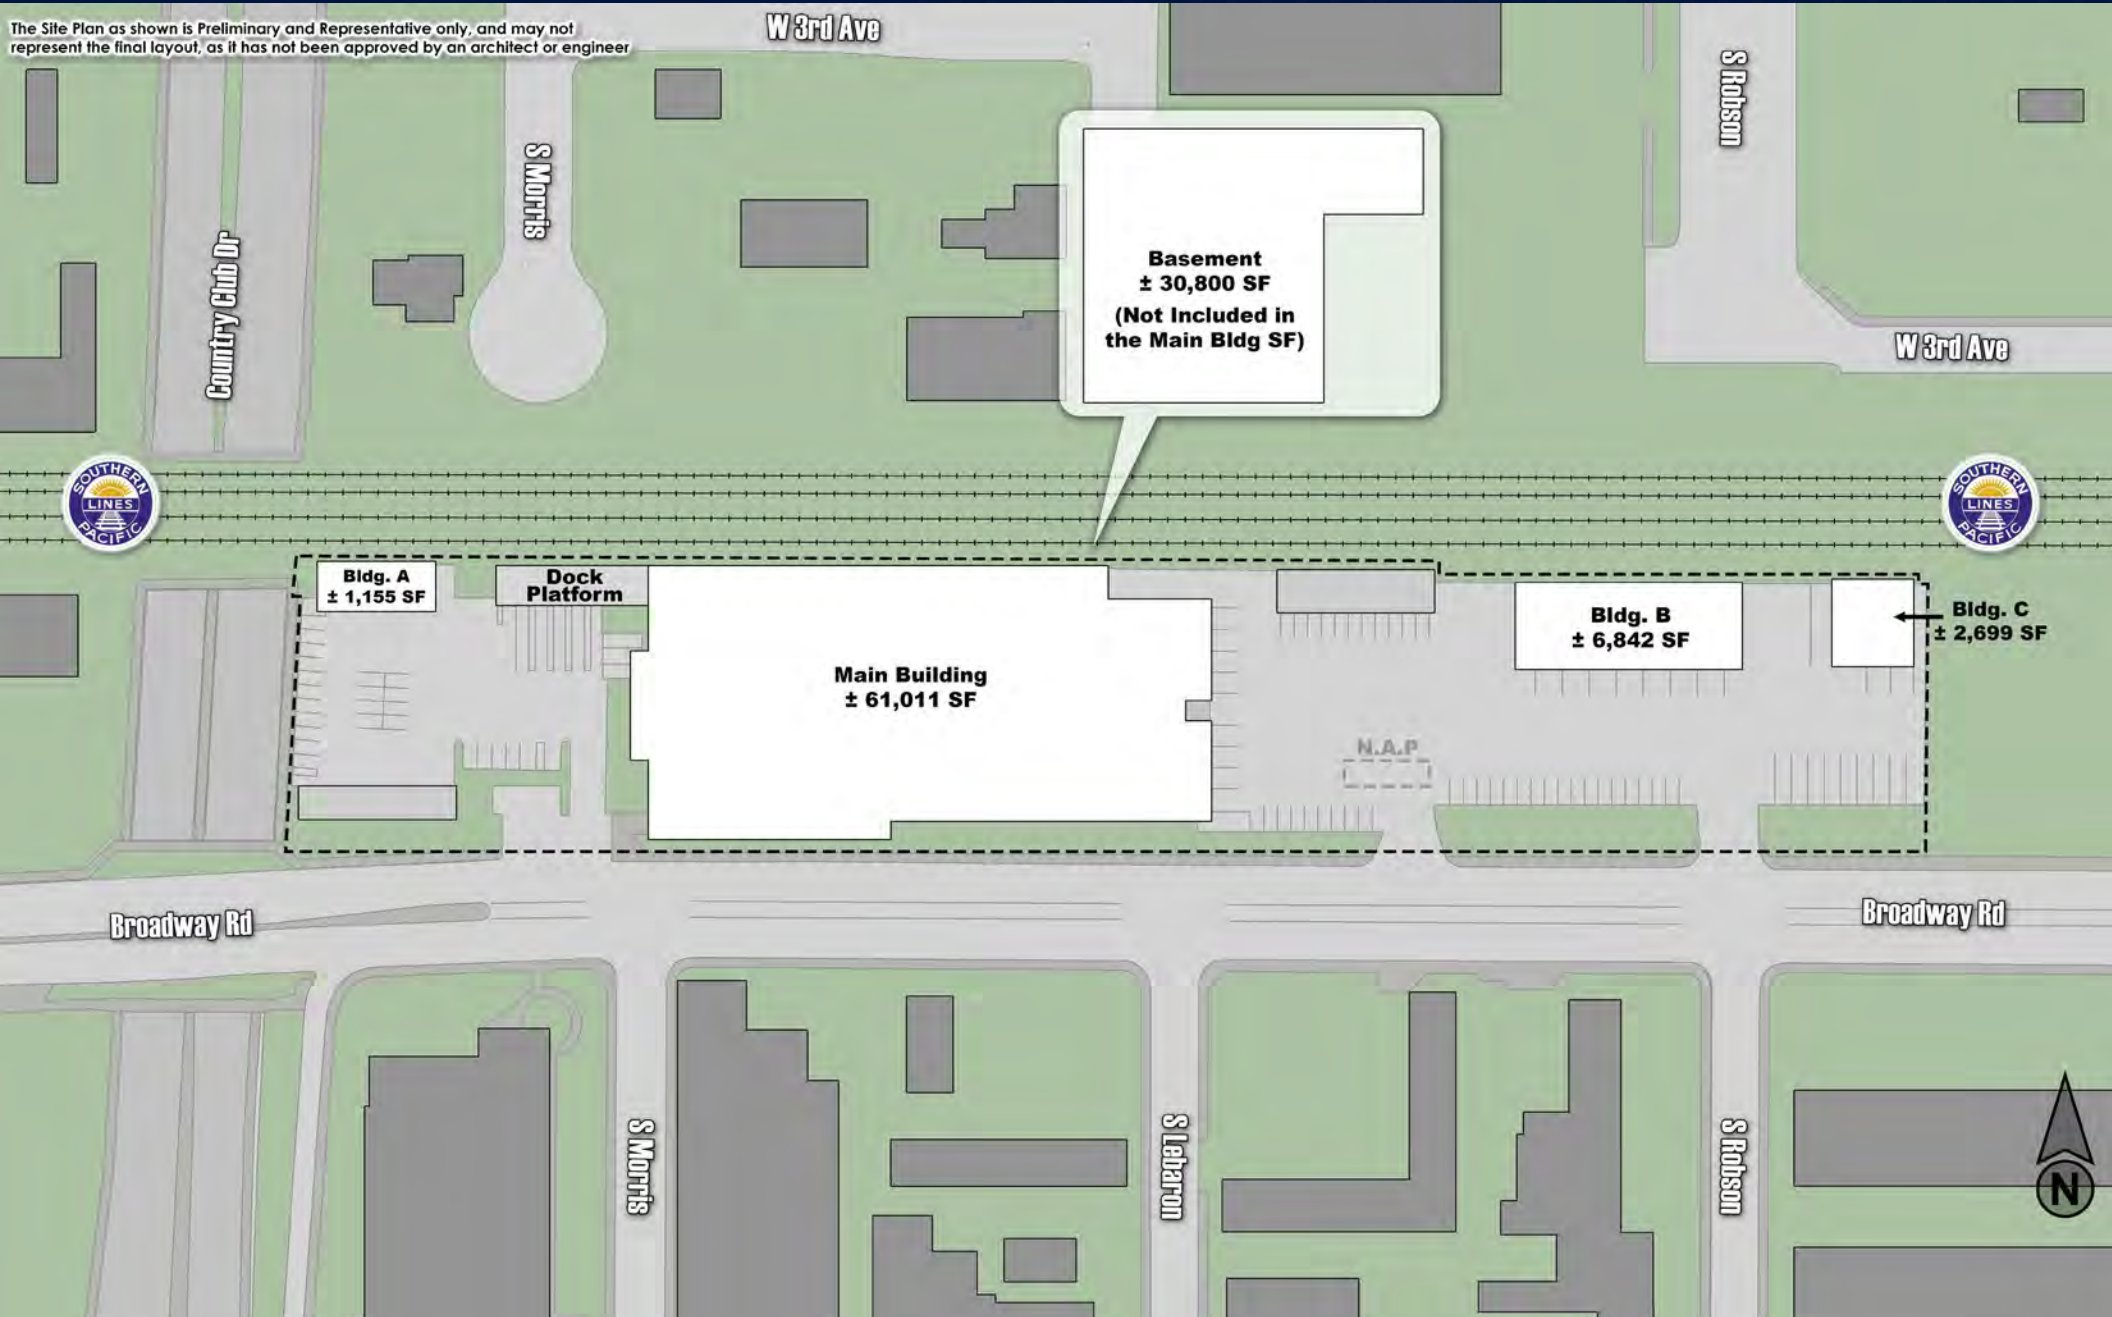 The Site Plan as shown is Preliminary and Representative only, and may not
represent the final layout, as it has not been approved by an architect or engineer
W 3rd Ave
S Robson
S Morris
Country Club Dr
Basement
± 30,800 SF
(Not Included in
the Main Bldg SF)
W 3rd Ave
SOUTHERN
LINES
PACIFIC
SOUTHERN
LINES
PACIFIC
Bldg. A
± 1,155 SF
Dock
Platform
Main Building
± 61,011 SF
Bldg. B
± 6,842 SF
Bldg. C
± 2,699 SF
N.A.P
Broadway Rd
Broadway Rd
S Morris
S Lebaron
S Robson
N